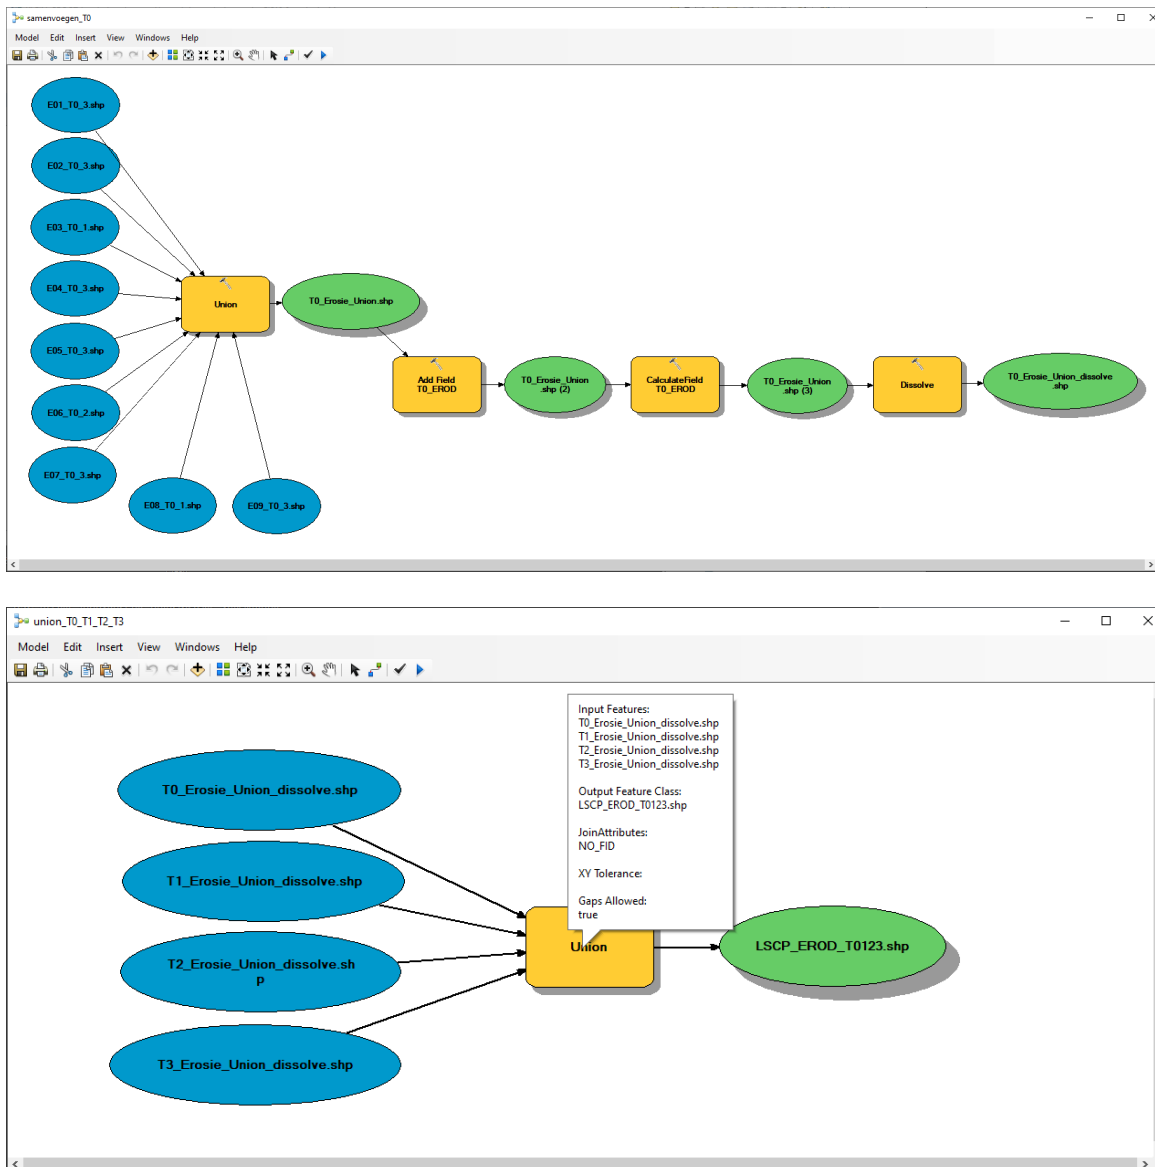 samenvoegen_T0
Model Edit Insert View Windows Help
E01_T0_3.shp
E02_T0_3.shp
E03_T0_1.shp
E04_T0_3.shp
E05_T0_3.shp
E06_T0_2.shp
E07_T0_3.shp
E08_T0_1.shp
E09_T0_3.shp
Union
T0_Erosie_Union.shp
Add Field
T0_EROD
T0_Erosie_Union
.shp (2)
CalculateField
T0_EROD
T0_Erosie_Union
.shp (3)
Dissolve
T0_Erosie_Union_dissolve
.shp
union_T0_T1_T2_T3
Model Edit Insert View Windows Help
Input Features:
T0_Erosie_Union_dissolve.shp
T1_Erosie_Union_dissolve.shp
T2_Erosie_Union_dissolve.shp
T3_Erosie_Union_dissolve.shp
Output Feature Class:
LSCP_EROD_T0123.shp
JoinAttributes:
NO_FID
XY Tolerance:
Gaps Allowed:
true
T0_Erosie_Union_dissolve.shp
T1_Erosie_Union_dissolve.shp
T2_Erosie_Union_dissolve.sh
p
T3_Erosie_Union_dissolve.shp
Union
LSCP_EROD_T0123.shp